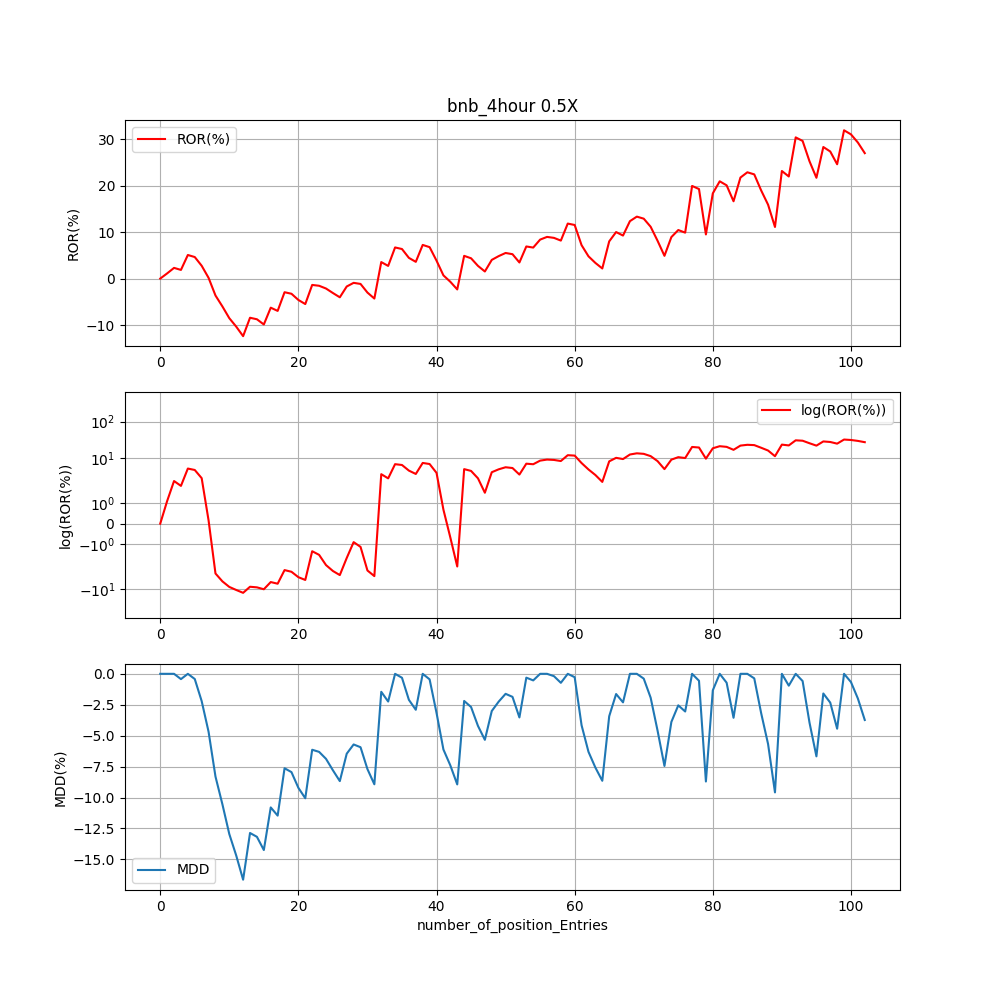 bnb_4hour 0.5X
ROR(%)
30
20
10
0
−10
ROR(%)
0 20 40 60 80 100
log(ROR(%))
10²
10¹
10⁰
0
−10⁰
−10¹
log(ROR(%))
0 20 40 60 80 100
MDD(%)
0.0
−2.5
−5.0
−7.5
−10.0
−12.5
−15.0
MDD
0 20 40 60 80 100
number_of_position_Entries